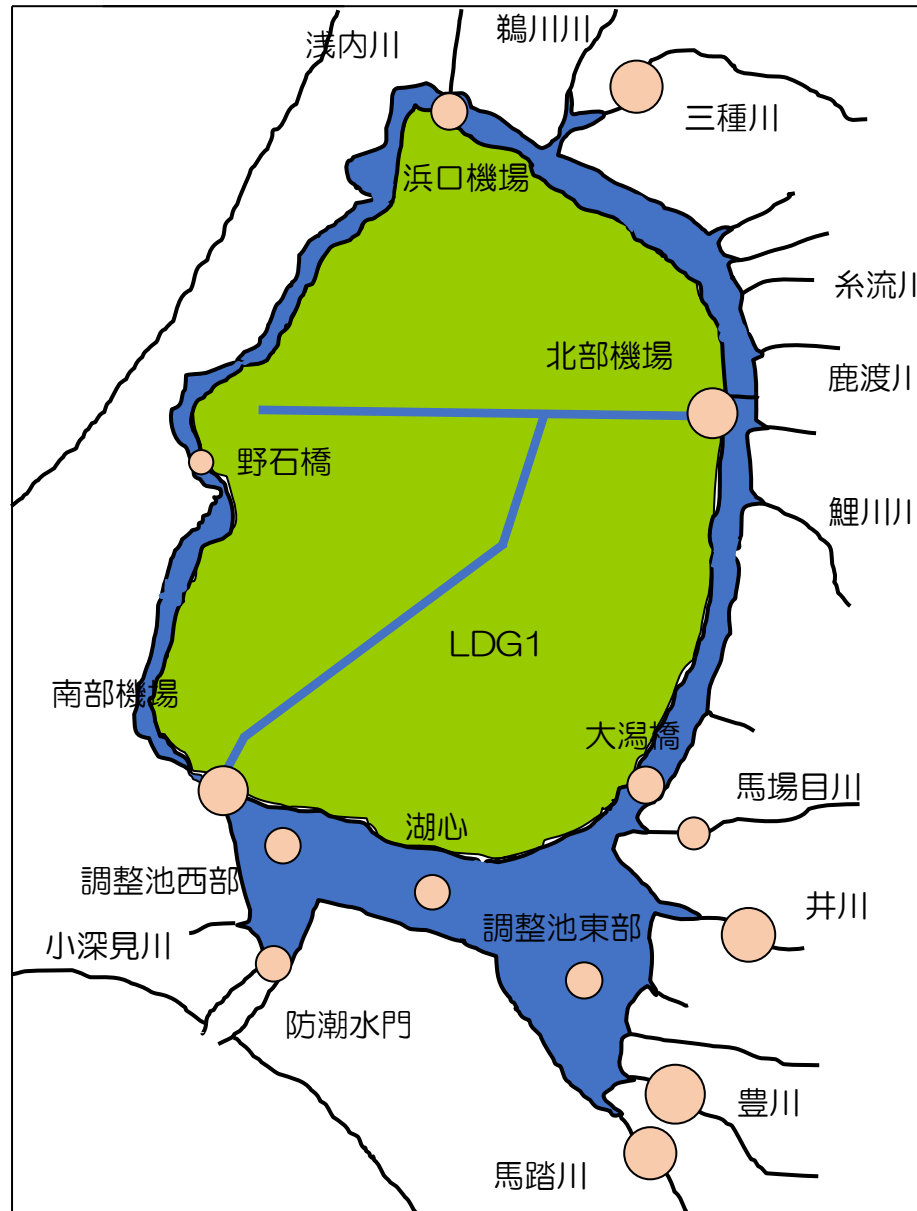 鵜川川
浅内川
三種川
浜口機場
糸流川
北部機場
鹿渡川
野石橋
鯉川川
LDG1
南部機場
大潟橋
馬場目川
湖心
調整池西部
井川
調整池東部
小深見川
防潮水門
豊川
馬踏川